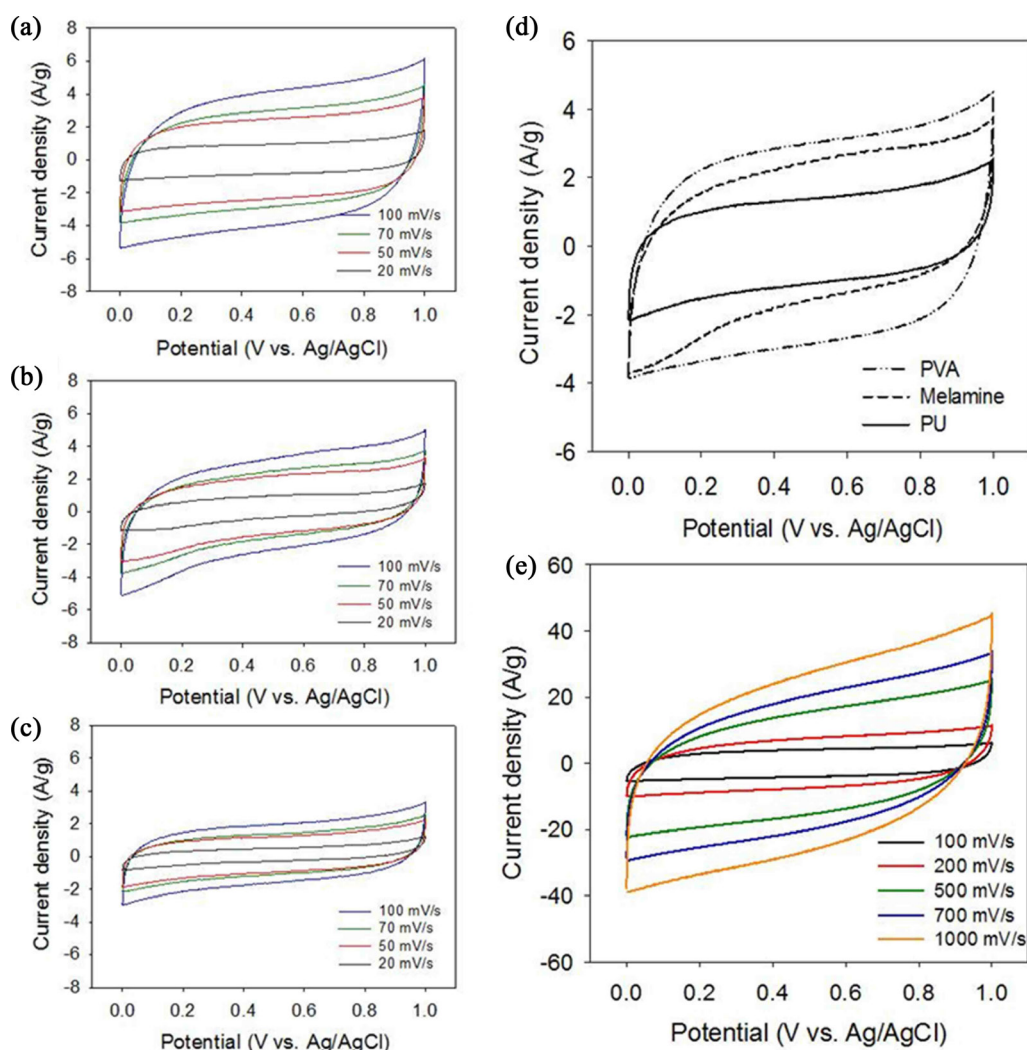 (a)
Current density (A/g)
8
6
4
2
0
-2
-4
-6
-8
100 mV/s
70 mV/s
50 mV/s
20 mV/s
0.0 0.2 0.4 0.6 0.8 1.0
Potential (V vs. Ag/AgCl)
(b)
Current density (A/g)
8
6
4
2
0
-2
-4
-6
-8
100 mV/s
70 mV/s
50 mV/s
20 mV/s
0.0 0.2 0.4 0.6 0.8 1.0
Potential (V vs. Ag/AgCl)
(c)
Current density (A/g)
8
6
4
2
0
-2
-4
-6
-8
100 mV/s
70 mV/s
50 mV/s
20 mV/s
0.0 0.2 0.4 0.6 0.8 1.0
Potential (V vs. Ag/AgCl)
(d)
Current density (A/g)
6
4
2
0
-2
-4
-6
PVA
Melamine
PU
0.0 0.2 0.4 0.6 0.8 1.0
Potential (V vs. Ag/AgCl)
(e)
Current density (A/g)
60
40
20
0
-20
-40
-60
100 mV/s
200 mV/s
500 mV/s
700 mV/s
1000 mV/s
0.0 0.2 0.4 0.6 0.8 1.0
Potential (V vs. Ag/AgCl)